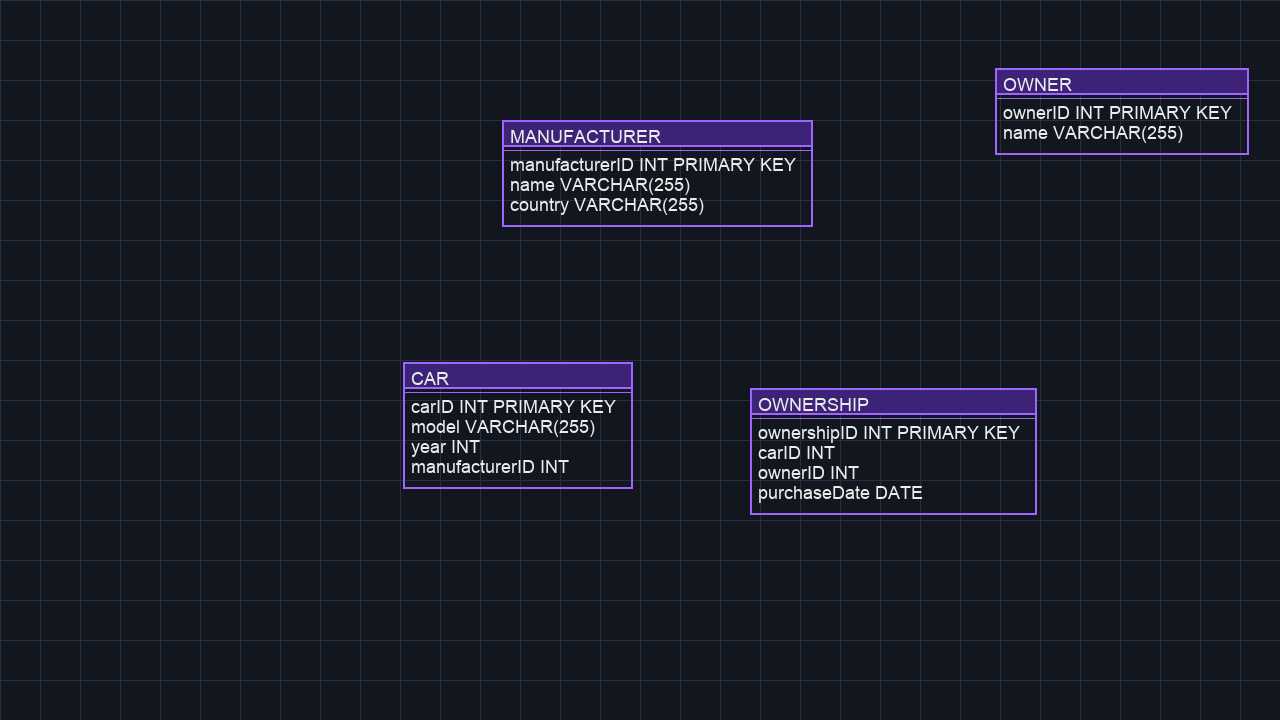 OWNER
ownerID INT PRIMARY KEY
name VARCHAR(255)
MANUFACTURER
manufacturerID INT PRIMARY KEY
name VARCHAR(255)
country VARCHAR(255)
CAR
carID INT PRIMARY KEY
model VARCHAR(255)
year INT
manufacturerID INT
OWNERSHIP
ownershipID INT PRIMARY KEY
carID INT
ownerID INT
purchaseDate DATE